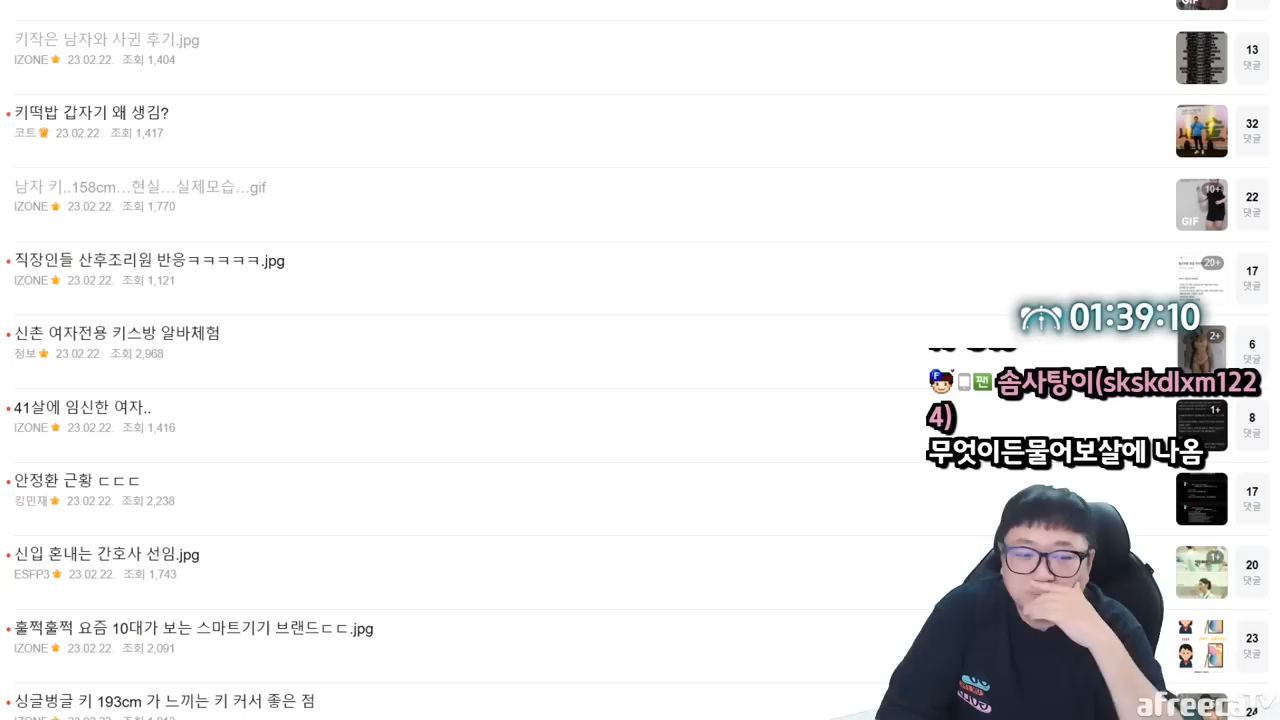 GIF
댓글
키작은 남자와 사귄 후기.jpg
IZONE 23.02.22. 조회 1,404
13
댓글
키떡밥 갑자기 왜 생김?
코트 23.02.22. 조회 1,417
32
댓글
남자 키..158cm...현실...실제모습...gif
IZONE 23.02.22. 조회 1,770
10+
GIF
22
댓글
직장인들 산후조리원 반응ㅋㅋㅋㅋㅋ.jpg
IZONE 23.02.22. 조회 1,121
20+
17
댓글
01:39:10
신촌 여자전용 키스방 알바체험
정보 23.02.22. 조회 2,968
2+
6
댓글
솜사탕이(skskdlxm122
4)
무엇이든물어보살에 나옴
41살에 임신한 여자..
IZONE 23.02.22. 조회 1,416
1+
8
댓글
안정환 근황 ㄷㄷㄷ
킹민재 23.02.22. 조회 2,238
17
댓글
신입 혼내는 간호사 선임.jpg
ESFP3 23.02.22. 조회 1,743
1+
20
댓글
훌쩍훌쩍 요즘 10대가 보는 스마트기기 브랜드ㄷㄷ.jpg
IZONE 23.02.22. 조회 2,091
23
댓글
싱글벙글 키 193cm 가 느끼는 키 커서 좋은 점
24
afreecaTV